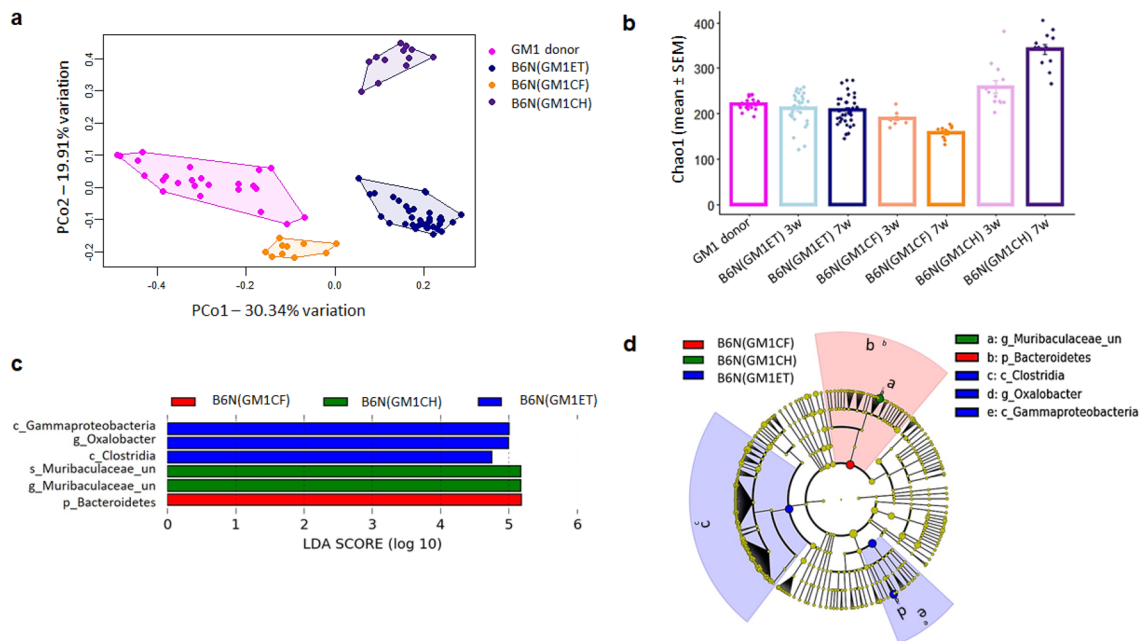 a
0.4
0.3
0.2
0.1
0.0
-0.1
-0.2
PCo2 – 19.91% variation
-0.4
-0.2
0.0
0.2
PCo1 – 30.34% variation
GM1 donor
B6N(GM1ET)
B6N(GM1CF)
B6N(GM1CH)
b
400
300
200
100
0
Chao1 (mean ± SEM)
GM1 donor
B6N(GM1ET) 3w
B6N(GM1ET) 7w
B6N(GM1CF) 3w
B6N(GM1CF) 7w
B6N(GM1CH) 3w
B6N(GM1CH) 7w
c
B6N(GM1CF)
B6N(GM1CH)
B6N(GM1ET)
c_Gammaproteobacteria
g_Oxalobacter
c_Clostridia
s_Muribaculaceae_un
g_Muribaculaceae_un
p_Bacteroidetes
0 1 2 3 4 5 6
LDA SCORE (log 10)
d
B6N(GM1CF)
B6N(GM1CH)
B6N(GM1ET)
b b
a
c c
d
e e
a: g_Muribaculaceae_un
b: p_Bacteroidetes
c: c_Clostridia
d: g_Oxalobacter
e: c_Gammaproteobacteria